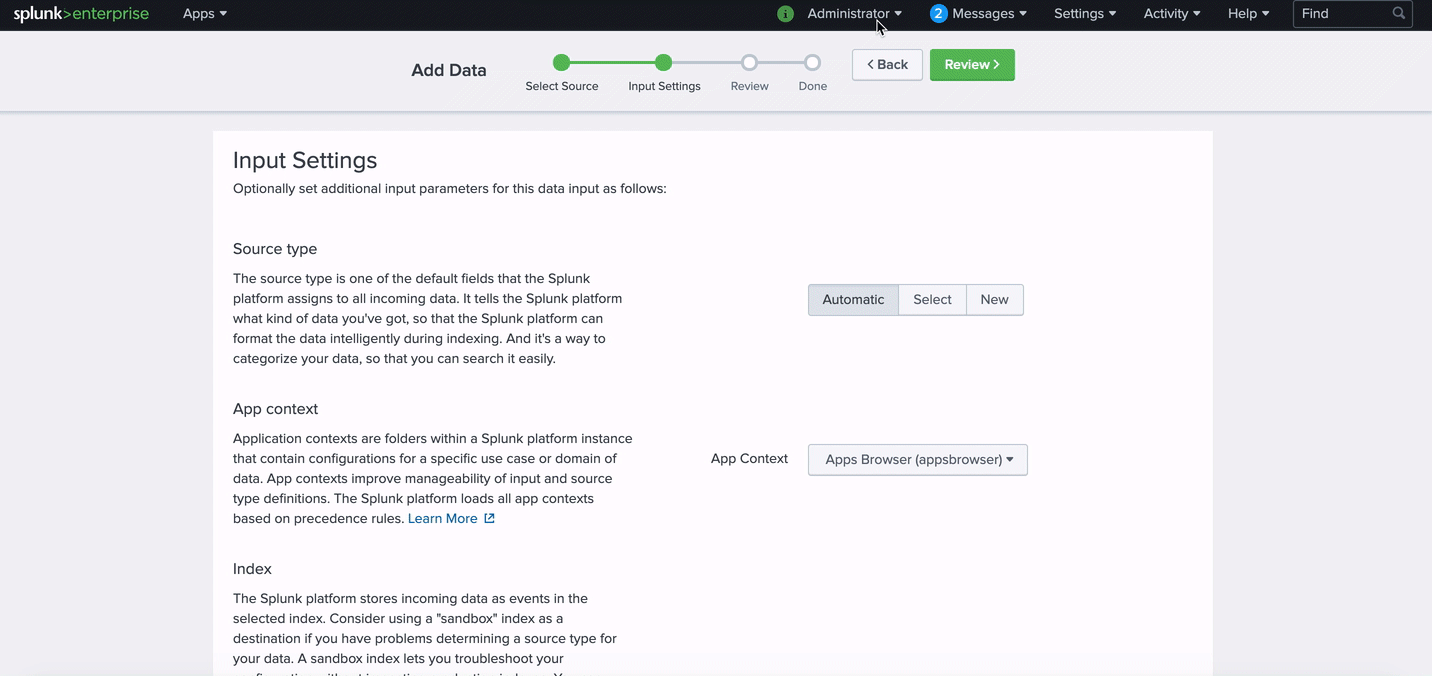 splunk>enterprise Apps i Administrator 2 Messages Settings Activity Help Find
Add Data
Select Source Input Settings Review Done
< Back
Review >
Input Settings
Optionally set additional input parameters for this data input as follows:
Source type
The source type is one of the default fields that the Splunk
platform assigns to all incoming data. It tells the Splunk platform
what kind of data you've got, so that the Splunk platform can
format the data intelligently during indexing. And it's a way to
categorize your data, so that you can search it easily.
Automatic Select New
App context
Application contexts are folders within a Splunk platform instance
that contain configurations for a specific use case or domain of
data. App contexts improve manageability of input and source
type definitions. The Splunk platform loads all app contexts
based on precedence rules. Learn More
App Context Apps Browser (appsbrowser)
Index
The Splunk platform stores incoming data as events in the
selected index. Consider using a "sandbox" index as a
destination if you have problems determining a source type for
your data. A sandbox index lets you troubleshoot your